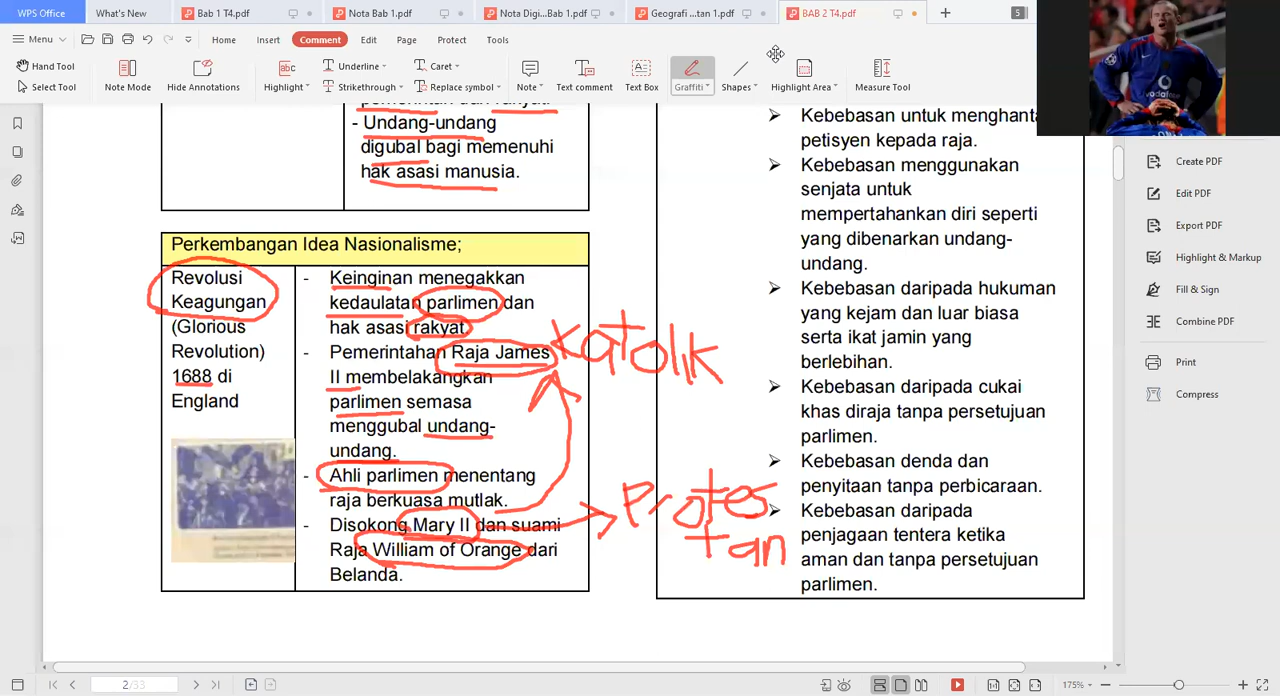 WPS Office
What's New
Bab 1 T4.pdf
Nota Bab 1.pdf
Nota Digi...Bab 1.pdf
Geografi ...tan 1.pdf
BAB 2 T4.pdf
5
Menu
Home
Insert
Comment
Edit
Page
Protect
Tools
Hand Tool
Select Tool
Note Mode
Hide Annotations
Highlight
Underline
Strikethrough
Caret
Replace symbol
Note
Text comment
Text Box
Graffiti
Shapes
Highlight Area
Measure Tool
vodafone
- Undang-undang
digubal bagi memenuhi
hak asasi manusia.
Perkembangan Idea Nasionalisme;
Revolusi
Keagungan
(Glorious
Revolution)
1688 di
England
- Keinginan menegakkan
kedaulatan parlimen dan
hak asasi rakyat
- Pemerintahan Raja James
II membelakangkan
parlimen semasa
menggubal undang-
undang.
- Ahli parlimen menentang
raja berkuasa mutlak.
- Disokong Mary II dan suami
Raja William of Orange dari
Belanda.
Katolik
Protes
tan
Kebebasan untuk menghanta
petisyen kepada raja.
Kebebasan menggunakan
senjata untuk
mempertahankan diri seperti
yang dibenarkan undang-
undang.
Kebebasan daripada hukuman
yang kejam dan luar biasa
serta ikat jamin yang
berlebihan.
Kebebasan daripada cukai
khas diraja tanpa persetujuan
parlimen.
Kebebasan denda dan
penyitaan tanpa perbicaraan.
Kebebasan daripada
penjagaan tentera ketika
aman dan tanpa persetujuan
parlimen.
Create PDF
Edit PDF
Export PDF
Highlight & Markup
Fill & Sign
Combine PDF
Print
Compress
2/33
175%